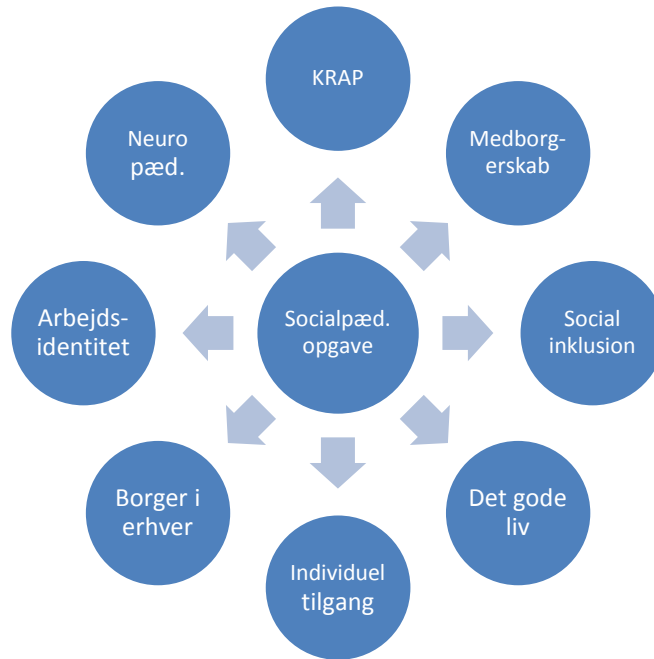 KRAP
Neuro
pæd.
Medborg-
erskab
Arbejds-
identitet
Socialpæd.
opgave
Social
inklusion
Borger i
erhver
Det gode
liv
Individuel
tilgang